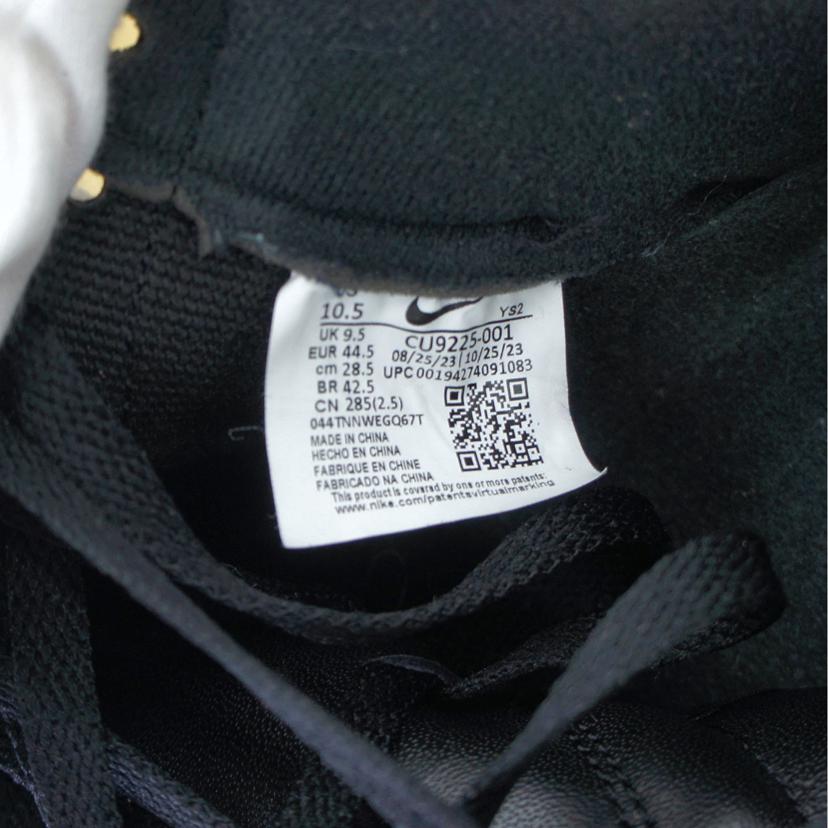 10.5
YS2
UK 9.5
CU9225-001
EUR 44.5
08/25/23 | 10/25/23
cm 28.5
UPC 00194274091083
BR 42.5
CN 285(2.5)
044TNNWEGQ67T
MADE IN CHINA
HECHO EN CHINA
FABRIQUE EN CHINE
FABRICADO NA CHINA
This product is covered by one or more patents:
www.nike.com/patentsvirtualmarking